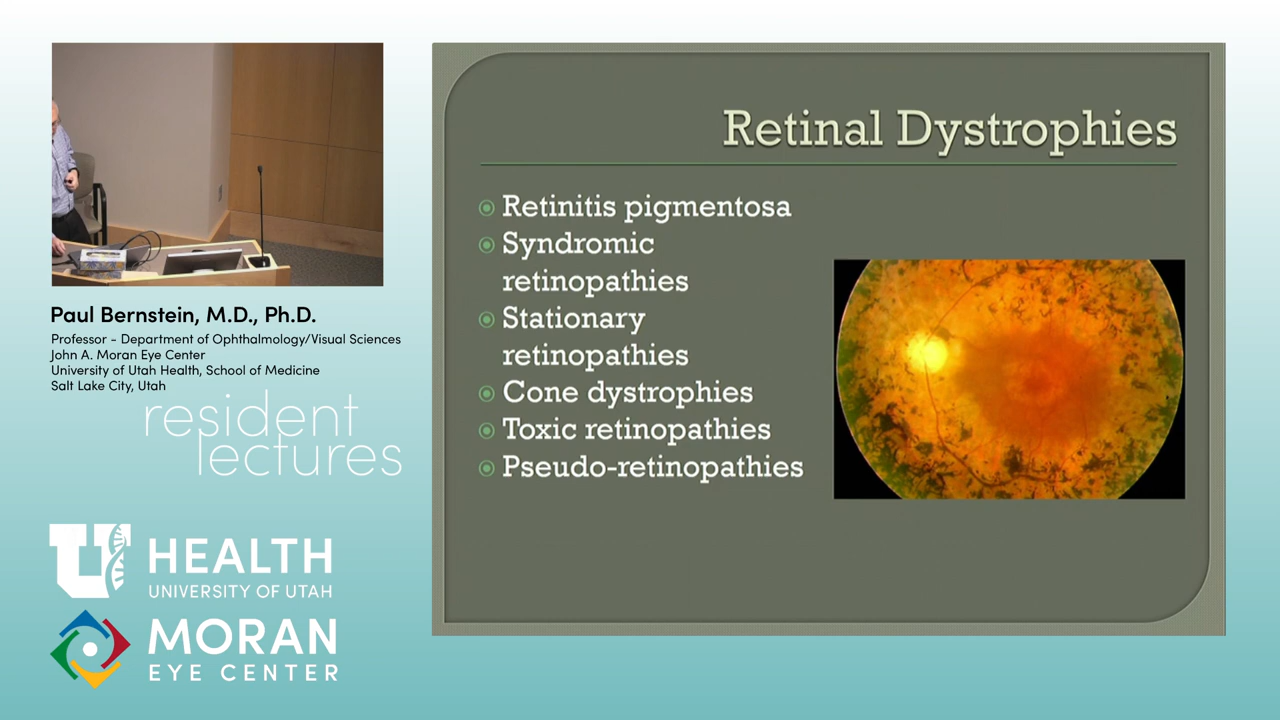 Paul Bernstein, M.D., Ph.D.
Professor - Department of Ophthalmology/Visual Sciences
John A. Moran Eye Center
University of Utah Health, School of Medicine
Salt Lake City, Utah
resident
lectures
U
HEALTH
UNIVERSITY OF UTAH
MORAN
EYE CENTER
Retinal Dystrophies
Retinitis pigmentosa
Syndromic
retinopathies
Stationary
retinopathies
Cone dystrophies
Toxic retinopathies
Pseudo-retinopathies